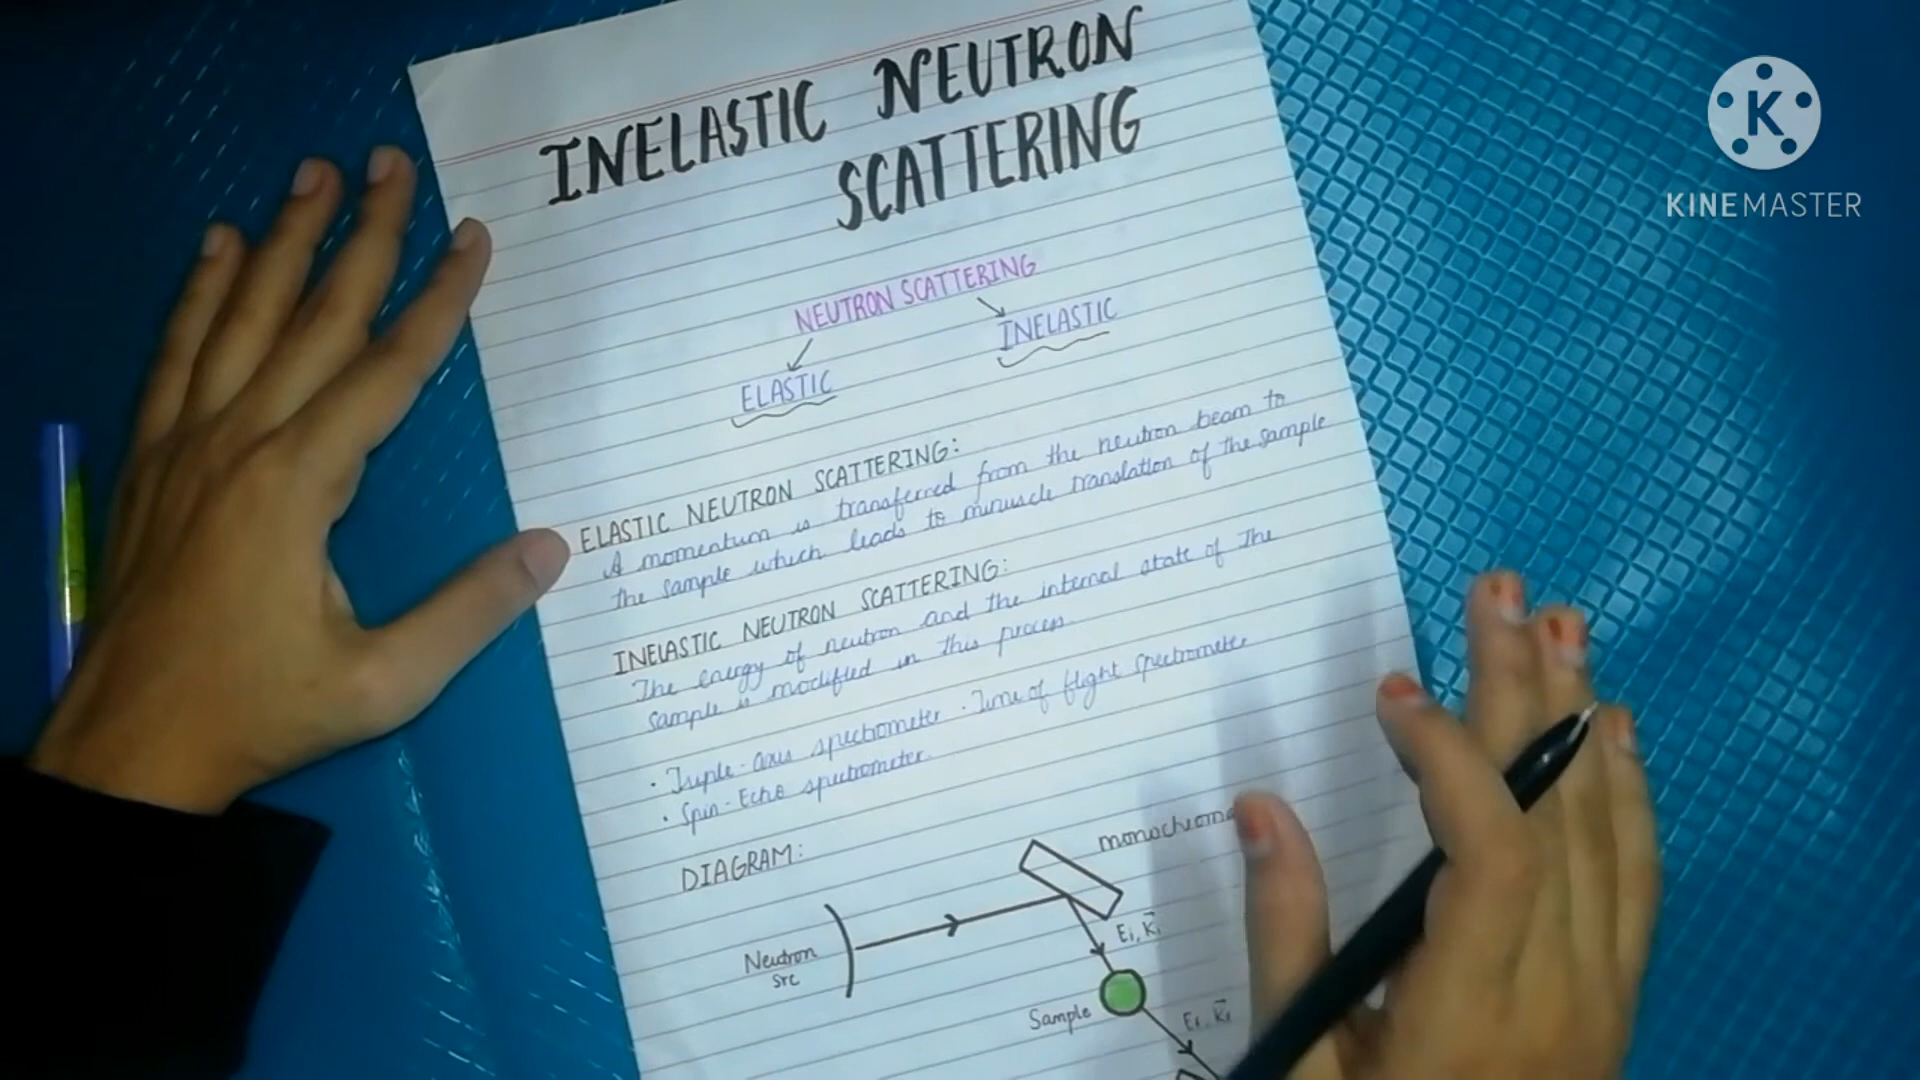 INELASTIC NEUTRON
SCATTERING
NEUTRON SCATTERING
INELASTIC
ELASTIC
ELASTIC NEUTRON SCATTERING:
A momentum is transferred from the neutron beam to
the sample which leads to minuscle translation of the sample
INELASTIC NEUTRON SCATTERING:
The energy of neutron and the internal state of the
sample is modified in this process.
• Triple-axis spectrometer • Time of flight spectrometer
• Spin-Echo spectrometer.
DIAGRAM:
monochroma
Neutron
src
Ei, K⃗i
Sample
K
KINEMASTER